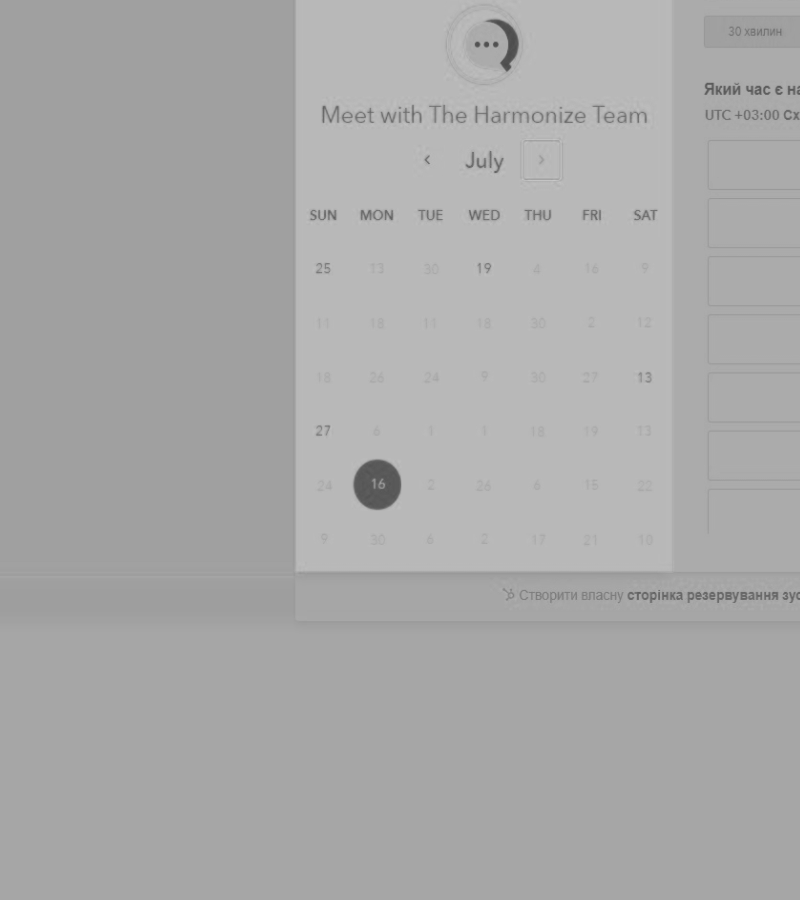 Meet with The Harmonize Team
July
SUN MON TUE WED THU FRI SAT
25 13 30 19 4 16 9
11 18 11 18 30 2 12
18 26 24 9 30 27 13
27 6 1 1 18 19 13
24 16 2 26 6 15 22
9 30 6 2 17 21 10
30 хвилин
Який час є на
UTC +03:00 Сх
Створити власну сторінка резервування зус